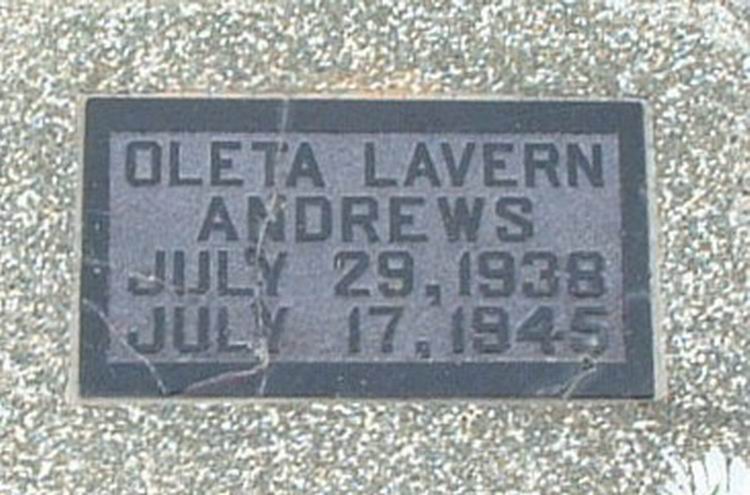 OLETA LAVERN
ANDREWS
JULY 29, 1938
JULY 17, 1945